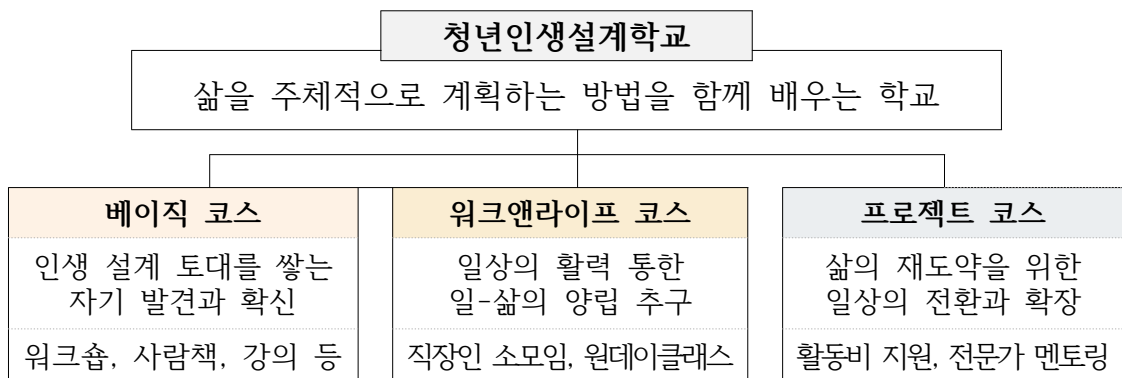 청년인생설계학교
삶을 주체적으로 계획하는 방법을 함께 배우는 학교
베이직 코스
인생 설계 토대를 쌓는
자기 발견과 확신
워크숍, 사람책, 강의 등
워크앤라이프 코스
일상의 활력 통한
일-삶의 양립 추구
직장인 소모임, 원데이클래스
프로젝트 코스
삶의 재도약을 위한
일상의 전환과 확장
활동비 지원, 전문가 멘토링